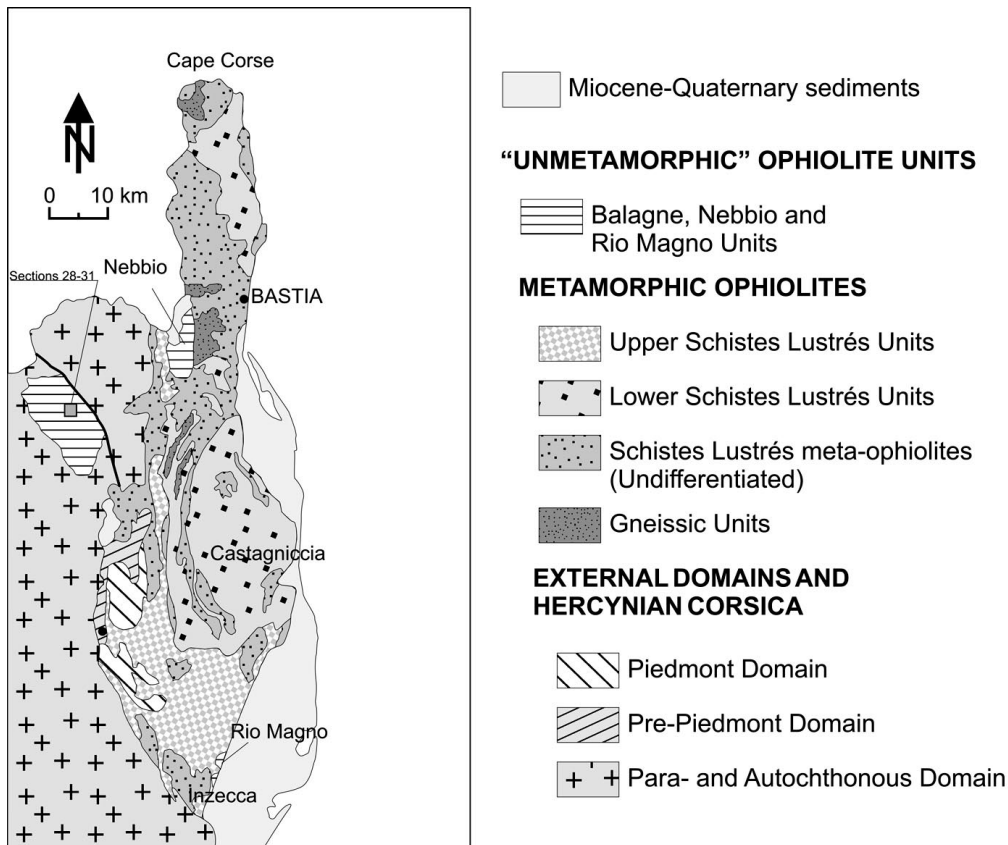 Cape Corse
N
0 10 km
Nebbio
Sections 28-31
BASTIA
Castagniccia
Rio Magno
Inzecca
Miocene-Quaternary sediments
“UNMETAMORPHIC” OPHIOLITE UNITS
Balagne, Nebbio and
Rio Magno Units
METAMORPHIC OPHIOLITES
Upper Schistes Lustrés Units
Lower Schistes Lustrés Units
Schistes Lustrés meta-ophiolites
(Undifferentiated)
Gneissic Units
EXTERNAL DOMAINS AND
HERCYNIAN CORSICA
Piedmont Domain
Pre-Piedmont Domain
Para- and Autochthonous Domain